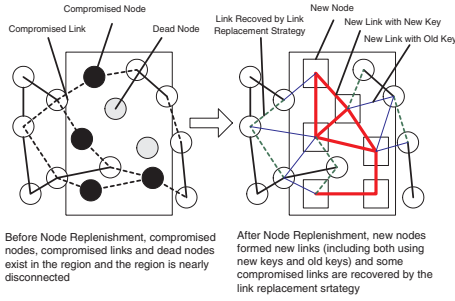 Compromised Node
Compromised Link
Dead Node
New Node
Link Recoved by Link
Replacement Strategy
New Link with New Key
New Link with Old Key
Before Node Replenishment, compromised
nodes, compromised links and dead nodes
exist in the region and the region is nearly
disconnected
After Node Replenishment, new nodes
formed new links (including both using
new keys and old keys) and some
compromised links are recovered by the
link replacement srtategy